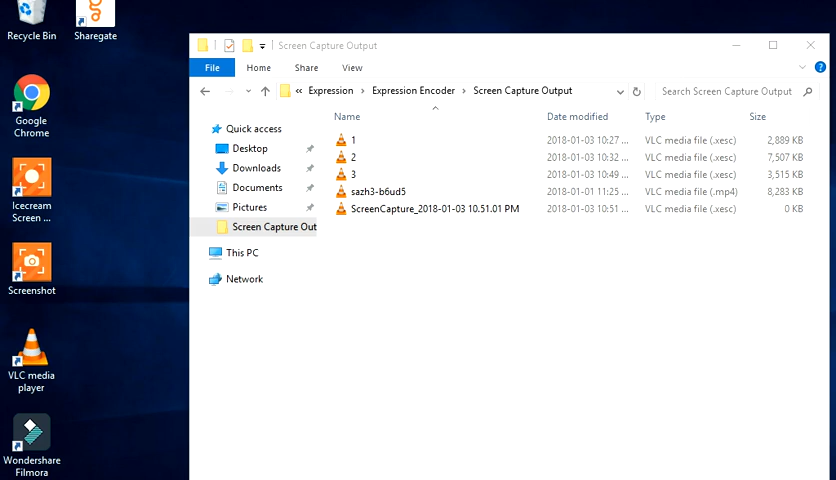 Recycle Bin
Sharegate
Google
Chrome
Icecream
Screen ...
Screenshot
VLC media
player
Wondershare
Filmora
Screen Capture Output
File Home Share View
« Expression Expression Encoder Screen Capture Output
Search Screen Capture Output
Name Date modified Type Size
Quick access
Desktop
Downloads
Documents
Pictures
Screen Capture Out
This PC
Network
1 2018-01-03 10:27 ... VLC media file (.xesc) 2,889 KB
2 2018-01-03 10:32 ... VLC media file (.xesc) 7,507 KB
3 2018-01-03 10:49 ... VLC media file (.xesc) 3,515 KB
sazh3-b6ud5 2018-01-01 11:25 ... VLC media file (.mp4) 8,283 KB
ScreenCapture_2018-01-03 10.51.01 PM 2018-01-03 10:51 ... VLC media file (.xesc) 0 KB